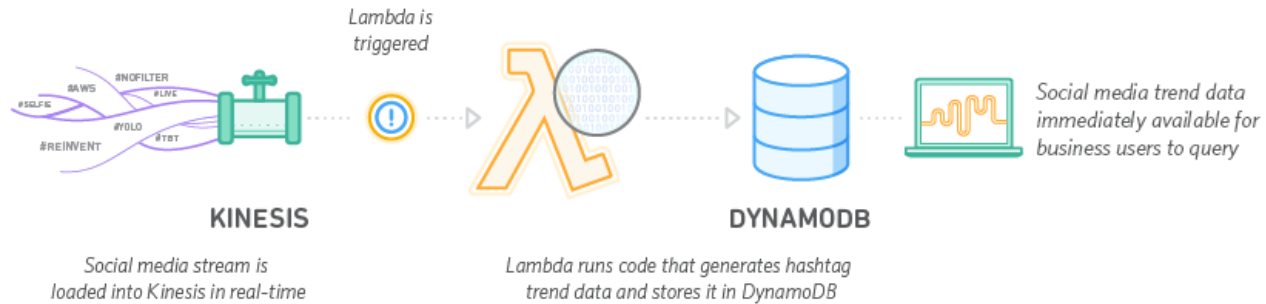 Lambda is
triggered
#NOFILTER
#AWS
#LIVE
#SELFIE
#YOLO
#TBT
#REINVENT
Social media trend data
immediately available for
business users to query
KINESIS
DYNAMODB
Social media stream is
loaded into Kinesis in real-time
Lambda runs code that generates hashtag
trend data and stores it in DynamoDB